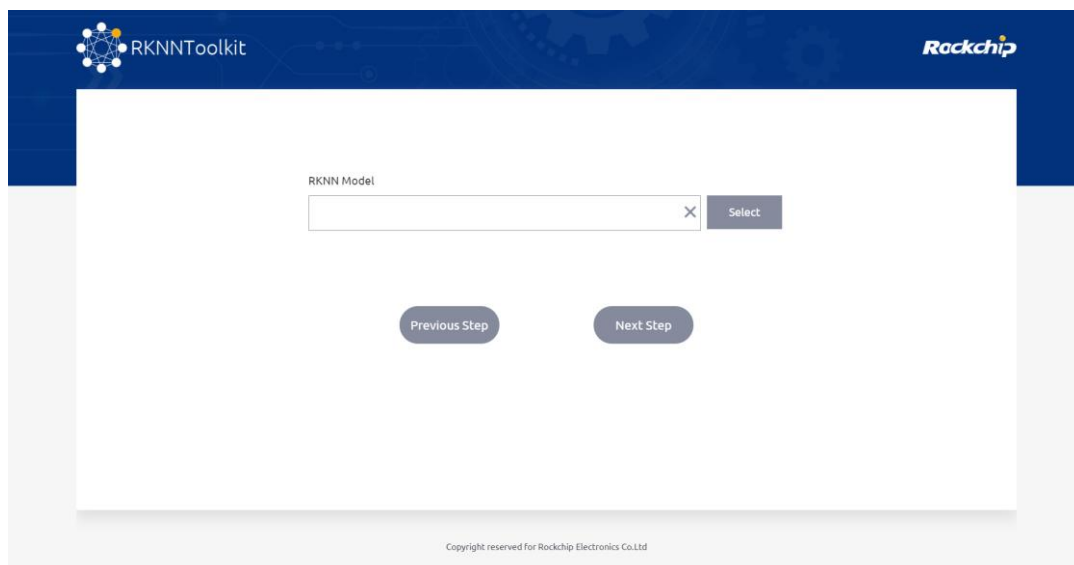 RKNNToolkit
Rockchip
RKNN Model
Select
Previous Step
Next Step
Copyright reserved for Rockchip Electronics Co.Ltd